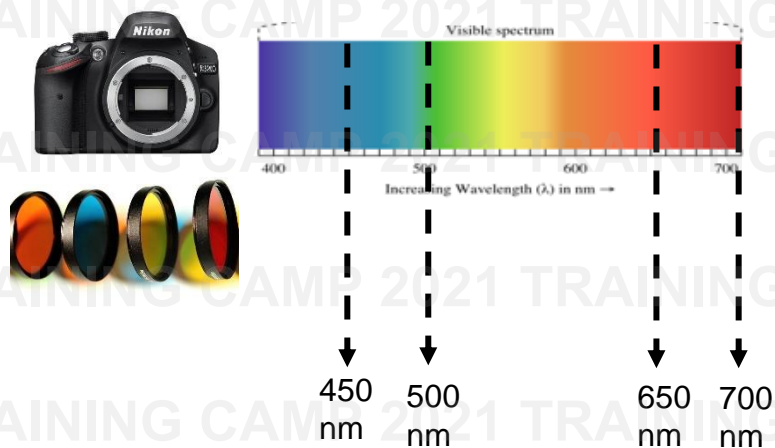 TRAINING CAMP 2021 TRAINING
Nikon
Visible spectrum
TRAINING CAMP 2021 TRAINING
400 500 600 700
Increasing Wavelength (λ) in nm →
TRAINING CAMP 2021 TRAINING
450 500 650 700
nm nm nm nm
TRAINING CAMP 2021 TRAINING